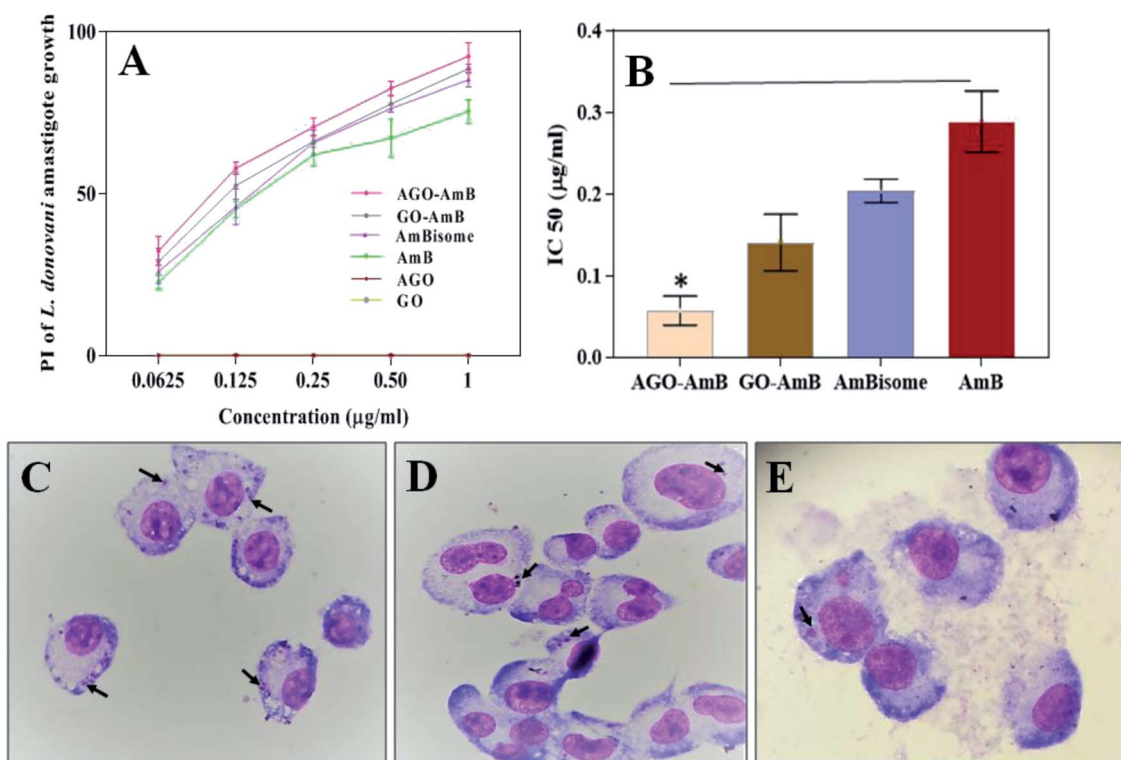 A
PI of L. donovani amastigote growth
100
50
0
0.0625 0.125 0.25 0.50 1
Concentration (µg/ml)
AGO-AmB
GO-AmB
AmBisome
AmB
AGO
GO
B
IC 50 (µg/ml)
0.4
0.3
0.2
0.1
0.0
*
AGO-AmB GO-AmB AmBisome AmB
C
D
E